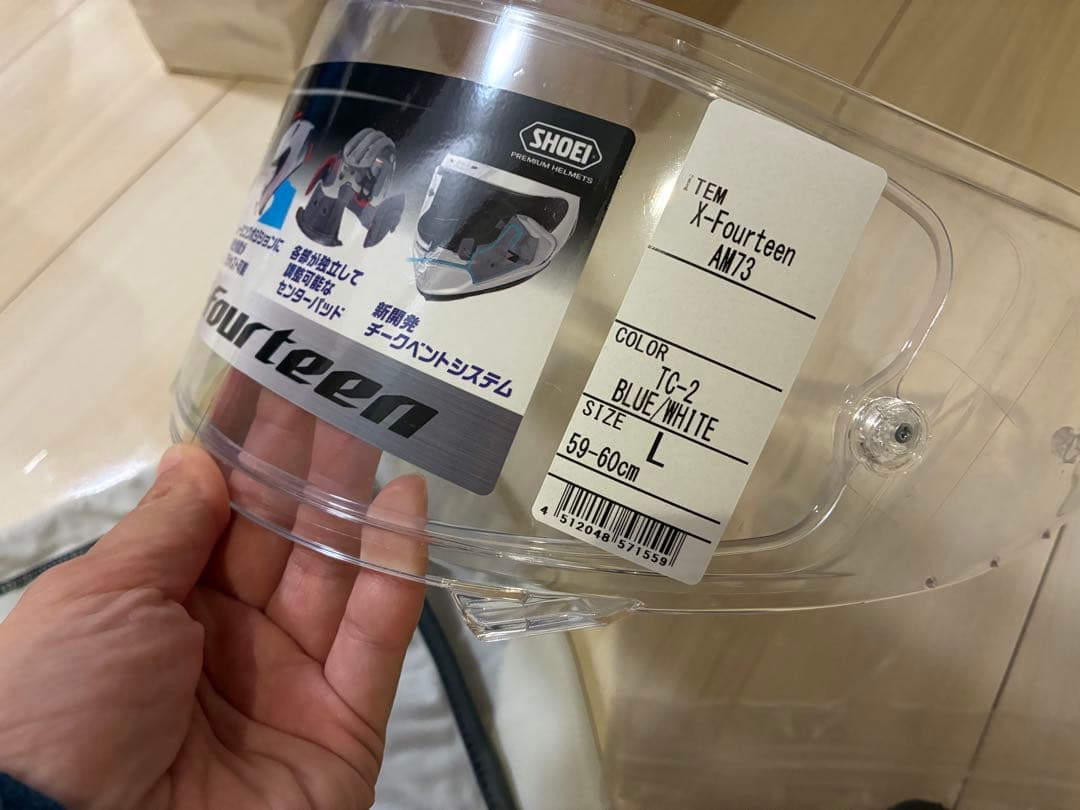 SHOEI
PREMIUM HELMETS
各部が独立して
調整可能な
センターパッド
新開発
チークベントシステム
Fourteen
ITEM
X-Fourteen
AM73
COLOR
TC-2
BLUE/WHITE
SIZE
L
59-60cm
4 512048 571559